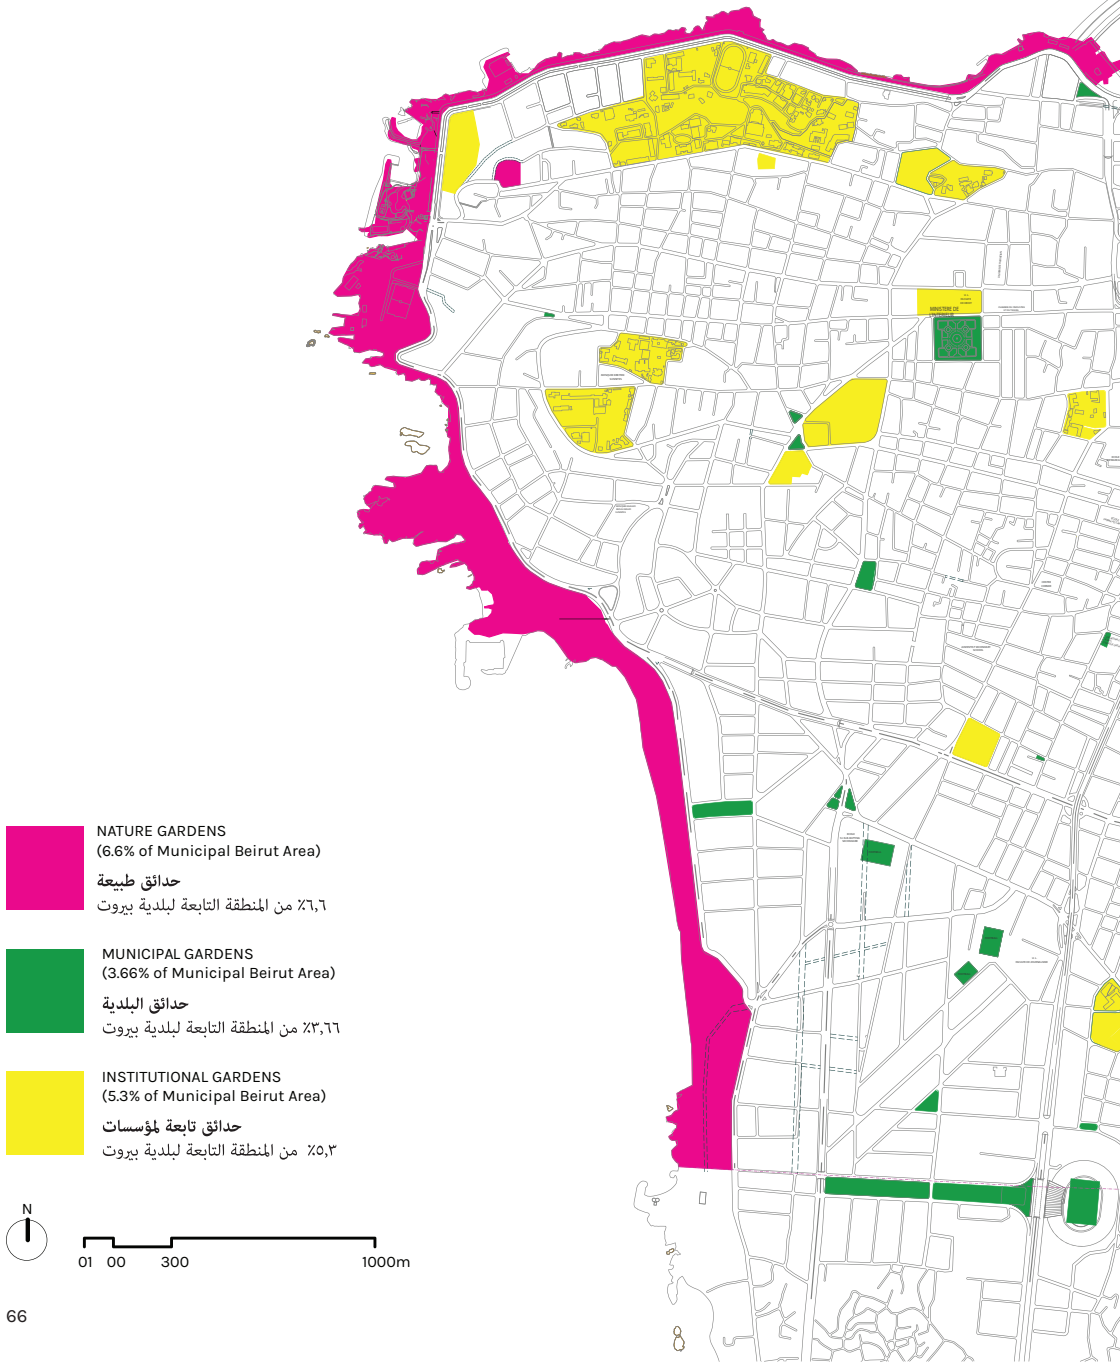 MINISTERE DE
NATURE GARDENS
(6.6% of Municipal Beirut Area)
حدائق طبيعة
٦,٦٪ من المنطقة التابعة لبلدية بيروت
MUNICIPAL GARDENS
(3.66% of Municipal Beirut Area)
حدائق البلدية
٣,٦٦٪ من المنطقة التابعة لبلدية بيروت
INSTITUTIONAL GARDENS
(5.3% of Municipal Beirut Area)
حدائق تابعة لمؤسسات
٥,٣٪ من المنطقة التابعة لبلدية بيروت
N
01 00 300 1000m
66